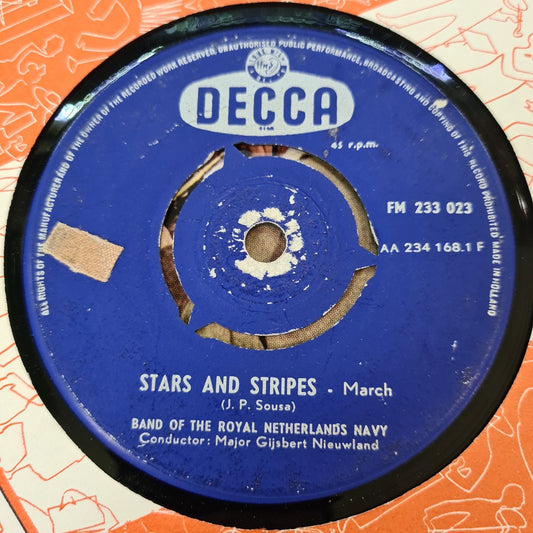 ALL RIGHTS OF THE MANUFACTURER AND OF THE OWNER OF THE RECORDED WORK RESERVED. UNAUTHORISED PUBLIC PERFORMANCE, BROADCASTING AND COPYING OF THIS RECORD PROHIBITED MADE IN HOLLAND
DECCA
45 r.p.m.
FM 233 023
AA 234 168.1 F
STARS AND STRIPES - March
(J. P. Sousa)
BAND OF THE ROYAL NETHERLANDS NAVY
Conductor: Major Gijsbert Nieuwland